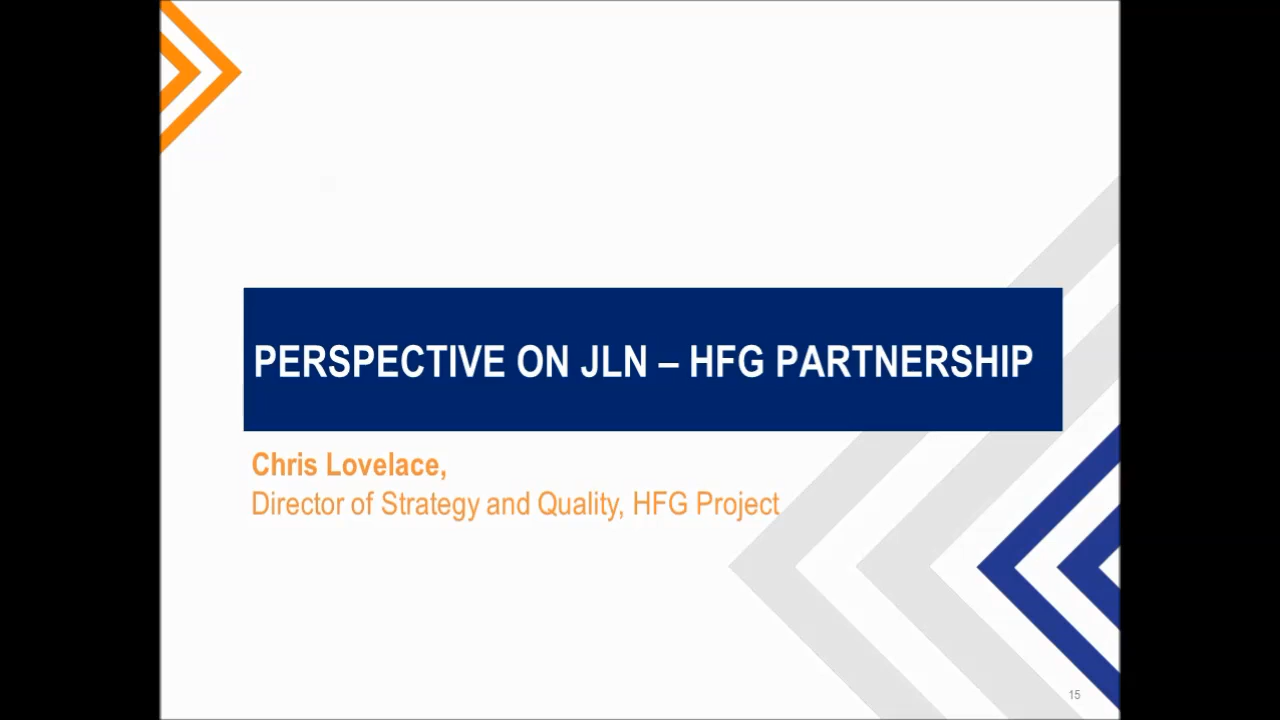 PERSPECTIVE ON JLN – HFG PARTNERSHIP
Chris Lovelace,
Director of Strategy and Quality, HFG Project
15